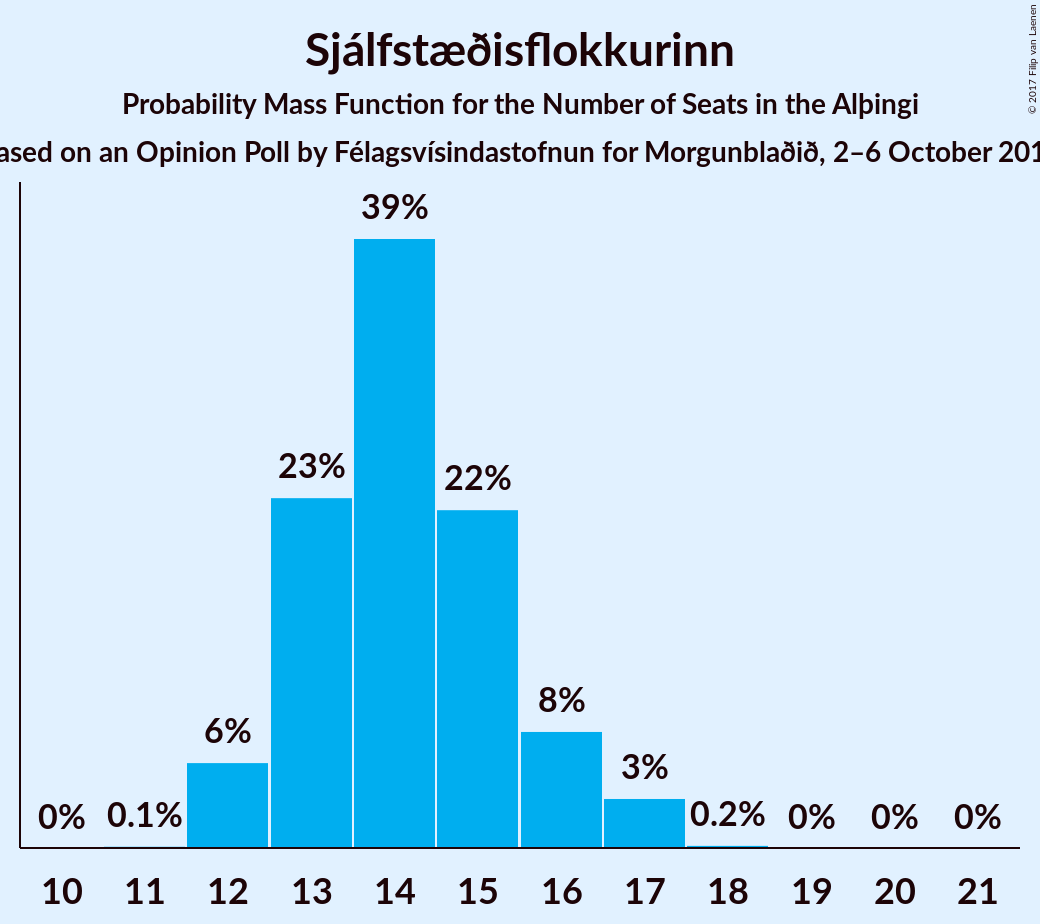 Sjálfstæðisflokkurinn
Probability Mass Function for the Number of Seats in the Alþingi
ased on an Opinion Poll by Félagsvísindastofnun for Morgunblaðið, 2–6 October 201
© 2017 Filip van Laenen
39%
23%
22%
8%
6%
3%
0% 0.1% 0.2% 0% 0% 0%
10 11 12 13 14 15 16 17 18 19 20 21